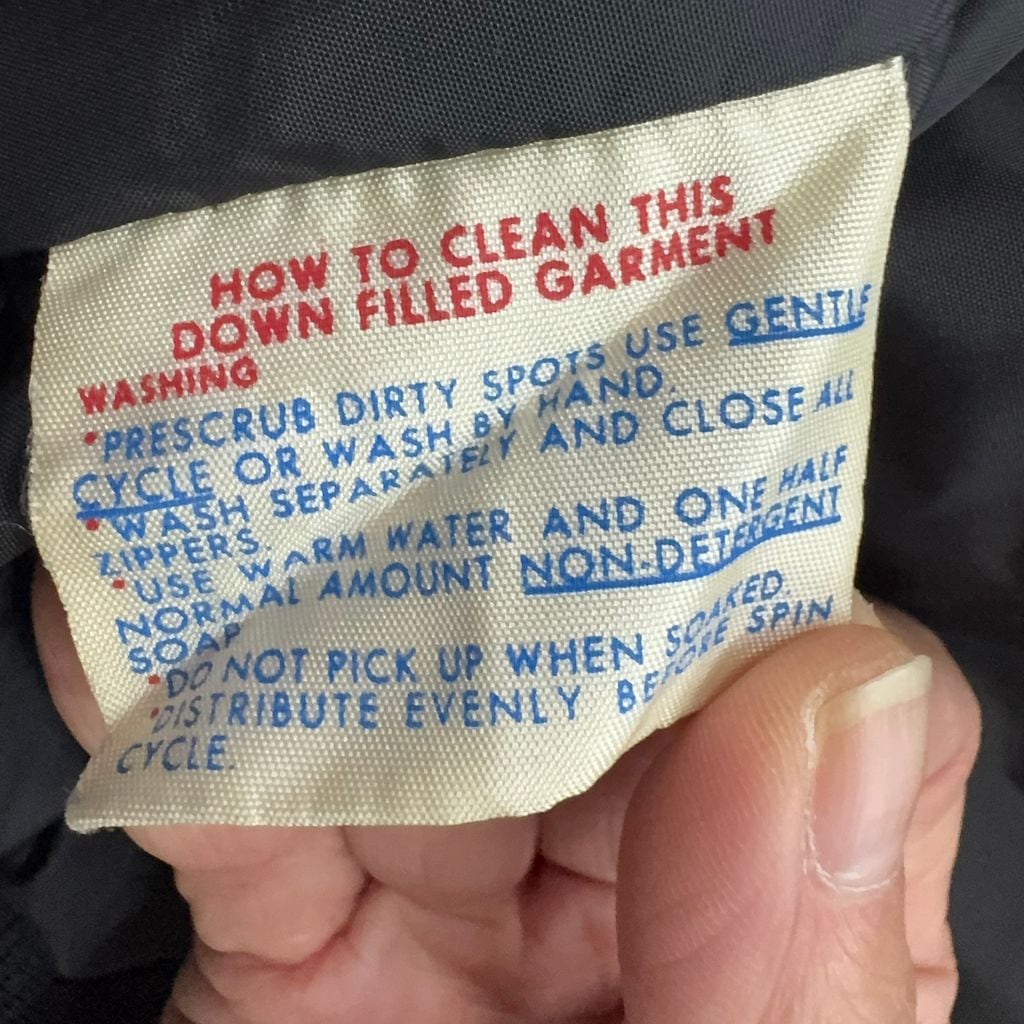 HOW TO CLEAN THIS
DOWN FILLED GARMENT
WASHING
•PRESCRUB DIRTY SPOTS USE GENTLE
CYCLE OR WASH BY HAND.
•WASH SEPARATELY AND CLOSE ALL
ZIPPERS.
•USE WARM WATER AND ONE HALF
NORMAL AMOUNT NON-DETERGENT
SOAP
•DO NOT PICK UP WHEN SOAKED.
•DISTRIBUTE EVENLY BEFORE SPIN
CYCLE.